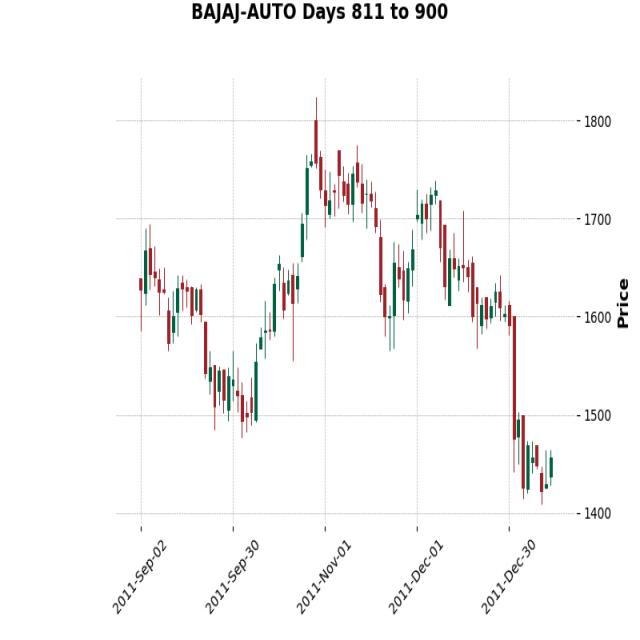 BAJAJ-AUTO Days 811 to 900
1800
1700
1600
1500
1400
Price
2011-Sep-02
2011-Sep-30
2011-Nov-01
2011-Dec-01
2011-Dec-30